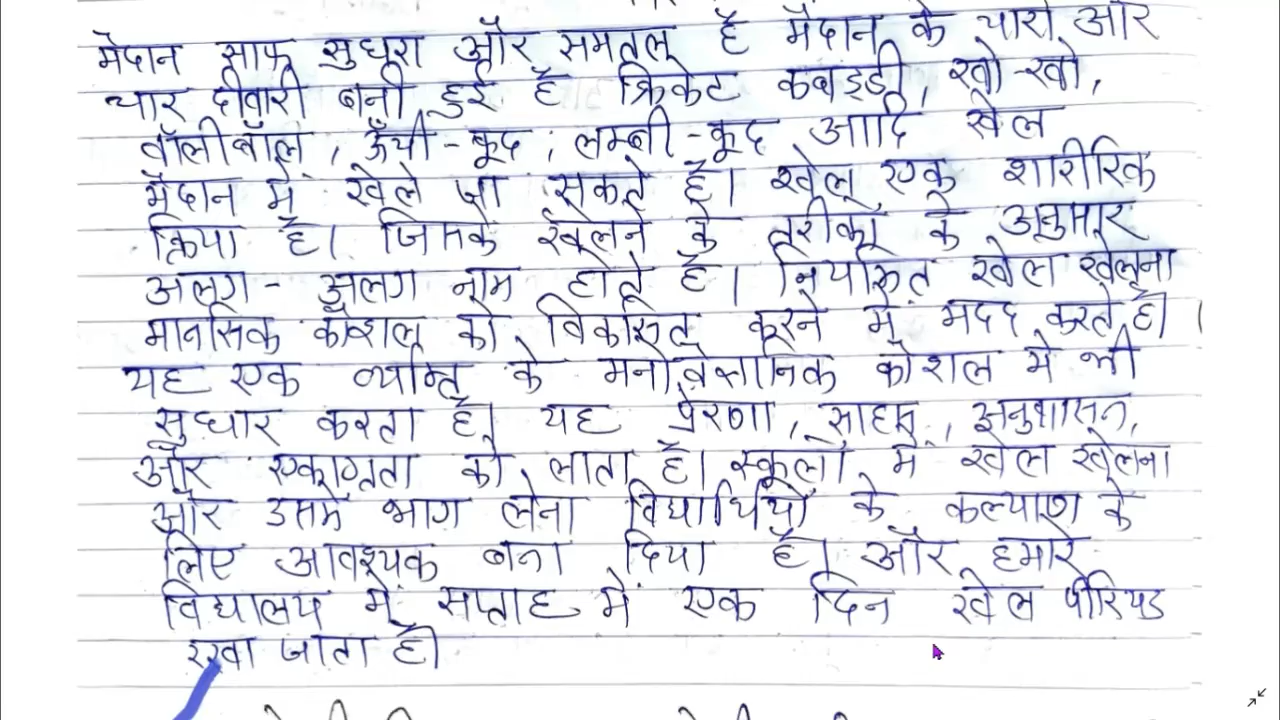 मैदान साफ सुथरा और समतल है मैदान के चारो और
चार दीवारी बनी हुई है क्रिकेट कबड्डी, खो-खो,
वॉलीबॉल, ऊँची-कूद, लम्बी-कूद आदि खेल
मैदान में खेले जा सकते है। खेल एक शारीरिक
क्रिया है। जिसके खेलने के तरीको के अनुसार
अलग- अलग नाम होते है। नियमित खेल खेलना
मानसिक कौशल को विकसित करने में मदद करते है।
यह एक व्यक्ति के मनोवैज्ञानिक कौशल मे भी
सुधार करता है। यह प्रेरणा, साहस, अनुशासन,
और एकाग्रता को लाता है। स्कूलों में खेल खेलना
और उसमें भाग लेना विद्यार्थियों के कल्याण के
लिए आवश्यक बना दिया है। और हमारे
विद्यालय में सप्ताह में एक दिन खेल पीरियड
रखा जाता है।